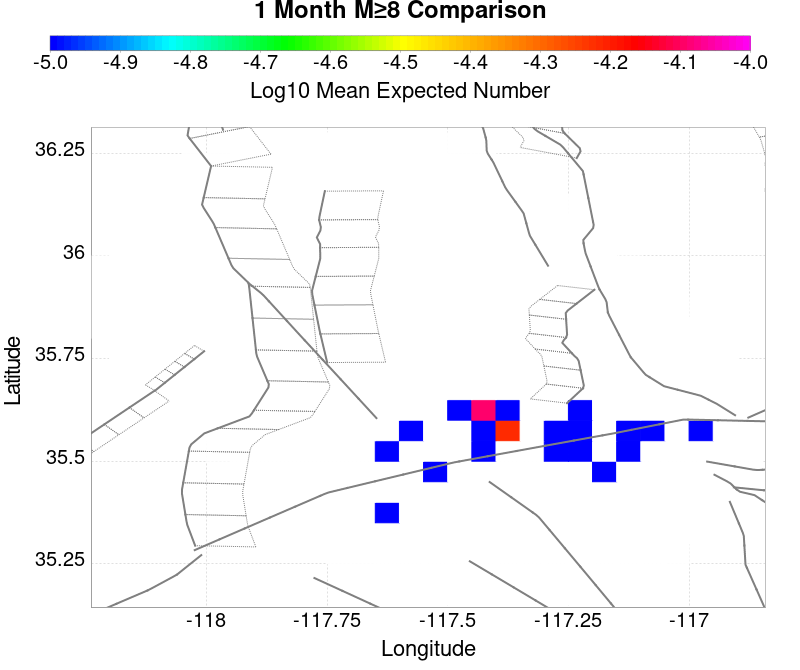 1 Month M≥8 Comparison
-5.0 -4.9 -4.8 -4.7 -4.6 -4.5 -4.4 -4.3 -4.2 -4.1 -4.0
Log10 Mean Expected Number
36.25
36
35.75
35.5
35.25
Latitude
-118 -117.75 -117.5 -117.25 -117
Longitude